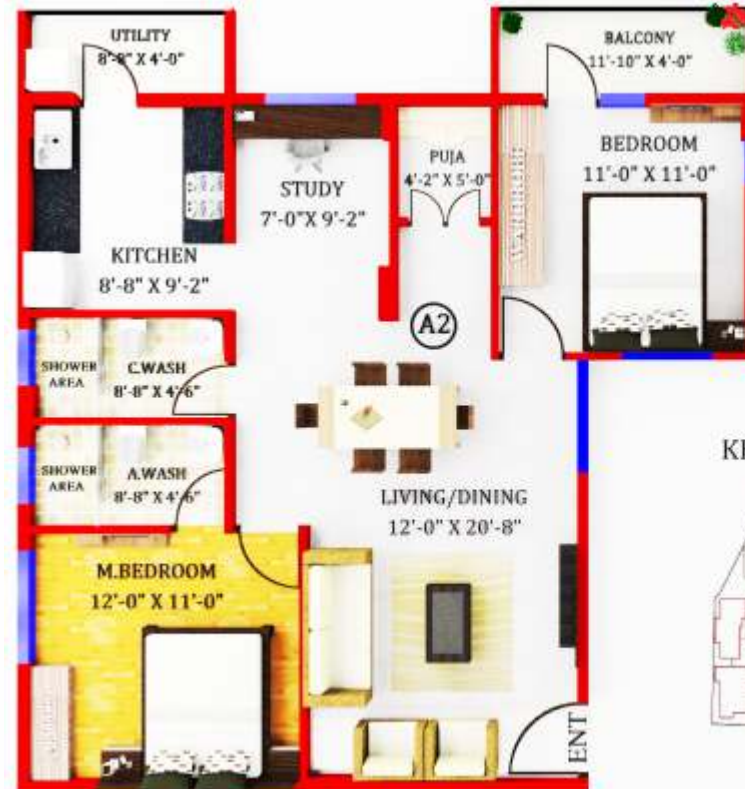 UTILITY
8'-8" X 4'-0"
BALCONY
11'-10" X 4'-0"
BEDROOM
11'-0" X 11'-0"
PUJA
4'-2" X 5'-0"
STUDY
7'-0"X 9'-2"
WARDROBE
KITCHEN
8'-8" X 9'-2"
A2
SHOWER
AREA
C.WASH
8'-8" X 4'-6"
SHOWER
AREA
A.WASH
8'-8" X 4'-6"
LIVING/DINING
12'-0" X 20'-8"
M.BEDROOM
12'-0" X 11'-0"
ENT